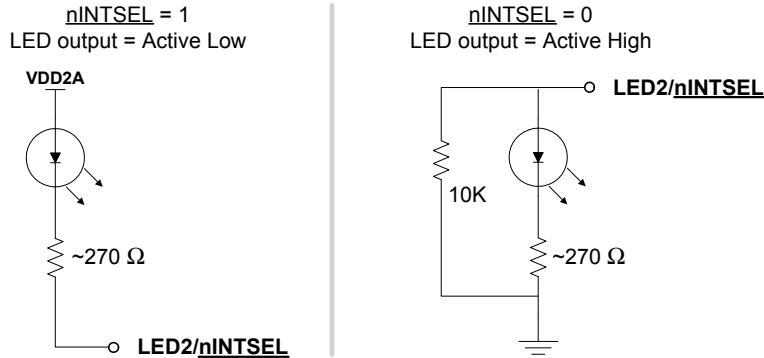 nINTSEL = 1
LED output = Active Low
VDD2A
~270 Ω
LED2/nINTSEL
nINTSEL = 0
LED output = Active High
LED2/nINTSEL
10K
~270 Ω